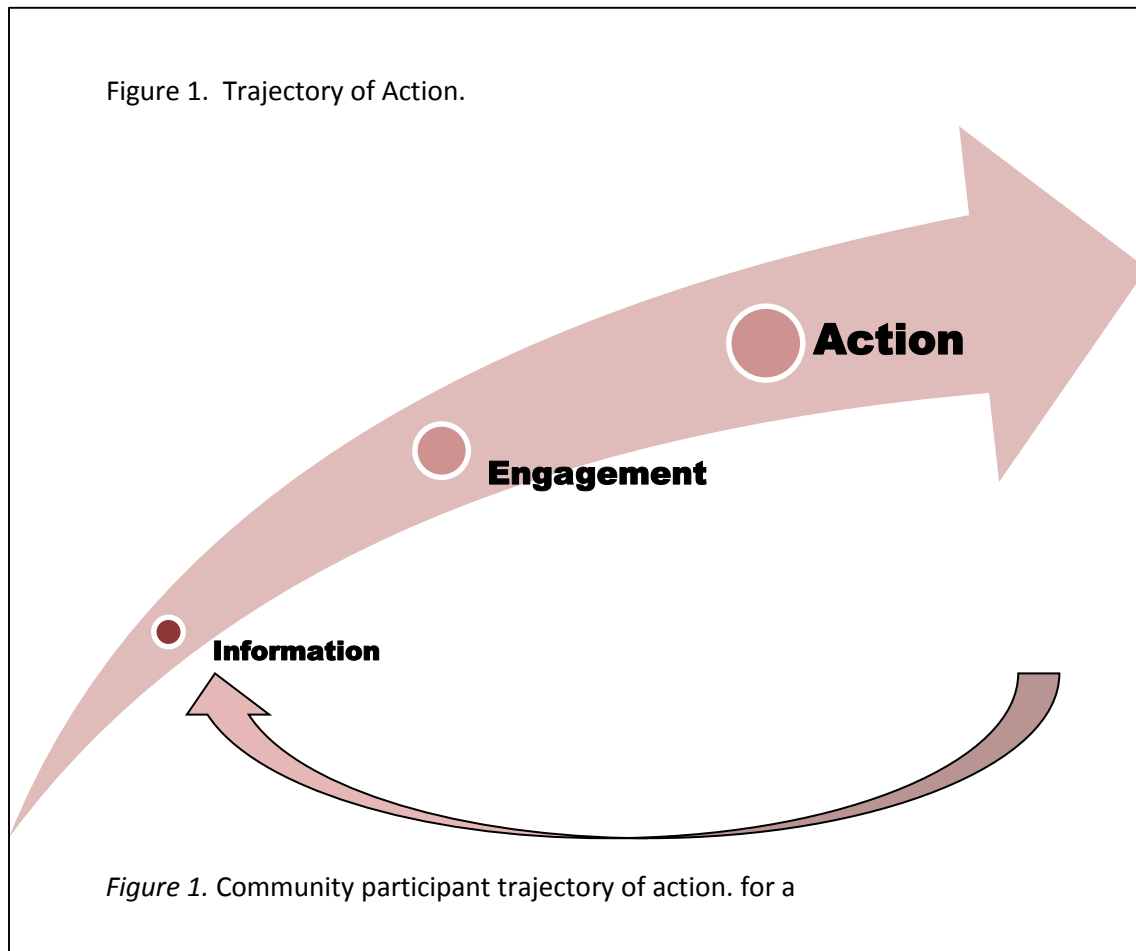 Figure 1.  Trajectory of Action.
Action
Engagement
Information
Figure 1. Community participant trajectory of action. for a